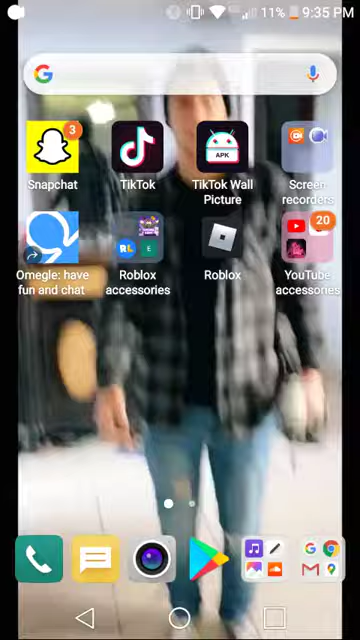 11% 9:35 PM
3
Snapchat
TikTok
APK
TikTok Wall
Picture
Screen
recorders
20
Omegle: have
fun and chat
RL
E
Roblox
accessories
Roblox
YouTube
accessories